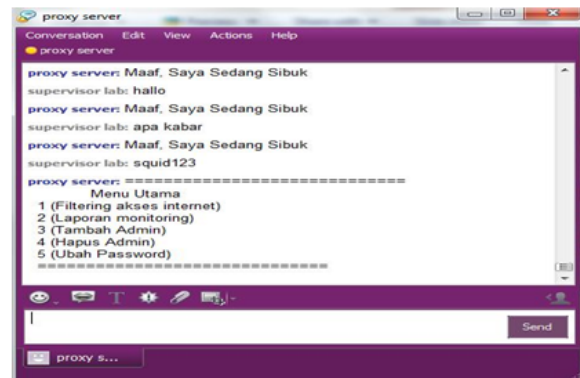 proxy server
Conversation Edit View Actions Help
proxy server
proxy server: Maaf, Saya Sedang Sibuk
supervisor lab: hallo
proxy server: Maaf, Saya Sedang Sibuk
supervisor lab: apa kabar
proxy server: Maaf, Saya Sedang Sibuk
supervisor lab: squid123
proxy server: =============================
Menu Utama
1 (Filtering akses internet)
2 (Laporan monitoring)
3 (Tambah Admin)
4 (Hapus Admin)
5 (Ubah Password)
==============================
Send
proxy s...